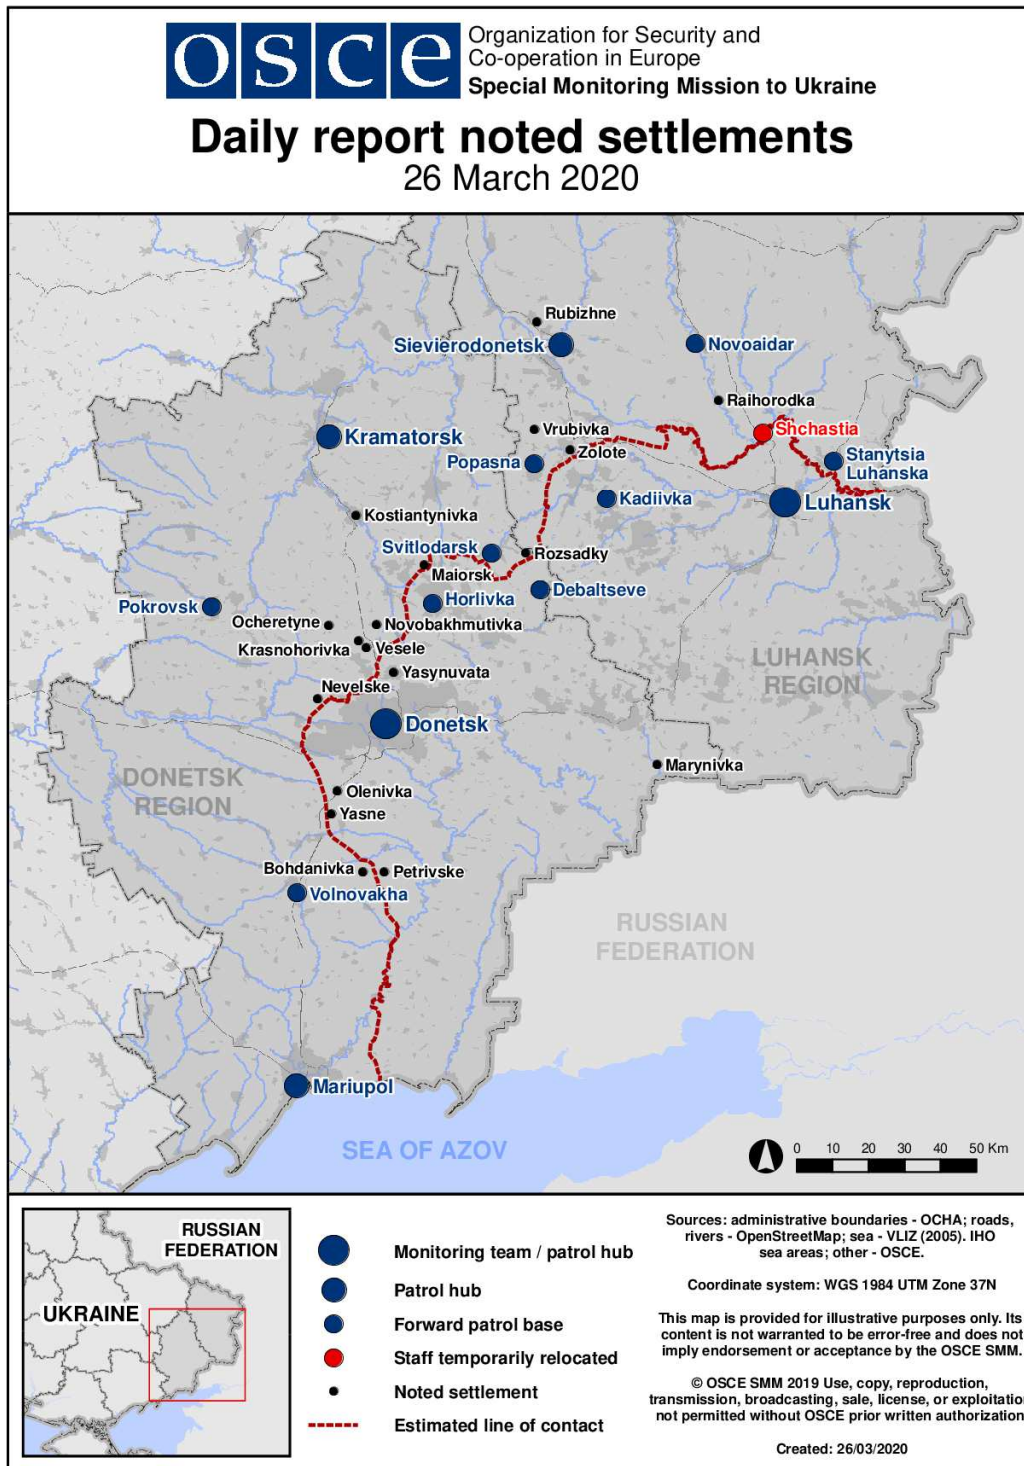 osce
Organization for Security and
Co-operation in Europe
Special Monitoring Mission to Ukraine
Daily report noted settlements
26 March 2020
Rubizhne
Sievierodonetsk
Novoaidar
Raihorodka
Shchastia
Kramatorsk
Vrubivka
Zolote
Popasna
Stanytsia
Luhanska
Kadiivka
Luhansk
Kostiantynivka
Svitlodarsk
Rozsadky
Maiorsk
Debaltseve
Horlivka
Pokrovsk
Ocheretyne
Novobakhmutivka
Krasnohorivka
Vesele
LUHANSK
REGION
Yasynuvata
Nevelske
Donetsk
Marynivka
DONETSK
REGION
Olenivka
Yasne
Bohdanivka
Petrivske
Volnovakha
RUSSIAN
FEDERATION
Mariupol
SEA OF AZOV
0 10 20 30 40 50 Km
RUSSIAN
FEDERATION
UKRAINE
Monitoring team / patrol hub
Patrol hub
Forward patrol base
Staff temporarily relocated
Noted settlement
Estimated line of contact
Sources: administrative boundaries - OCHA; roads,
rivers - OpenStreetMap; sea - VLIZ (2005). IHO
sea areas; other - OSCE.
Coordinate system: WGS 1984 UTM Zone 37N
This map is provided for illustrative purposes only. Its
content is not warranted to be error-free and does not
imply endorsement or acceptance by the OSCE SMM.
© OSCE SMM 2019 Use, copy, reproduction,
transmission, broadcasting, sale, license, or exploitation
not permitted without OSCE prior written authorization
Created: 26/03/2020